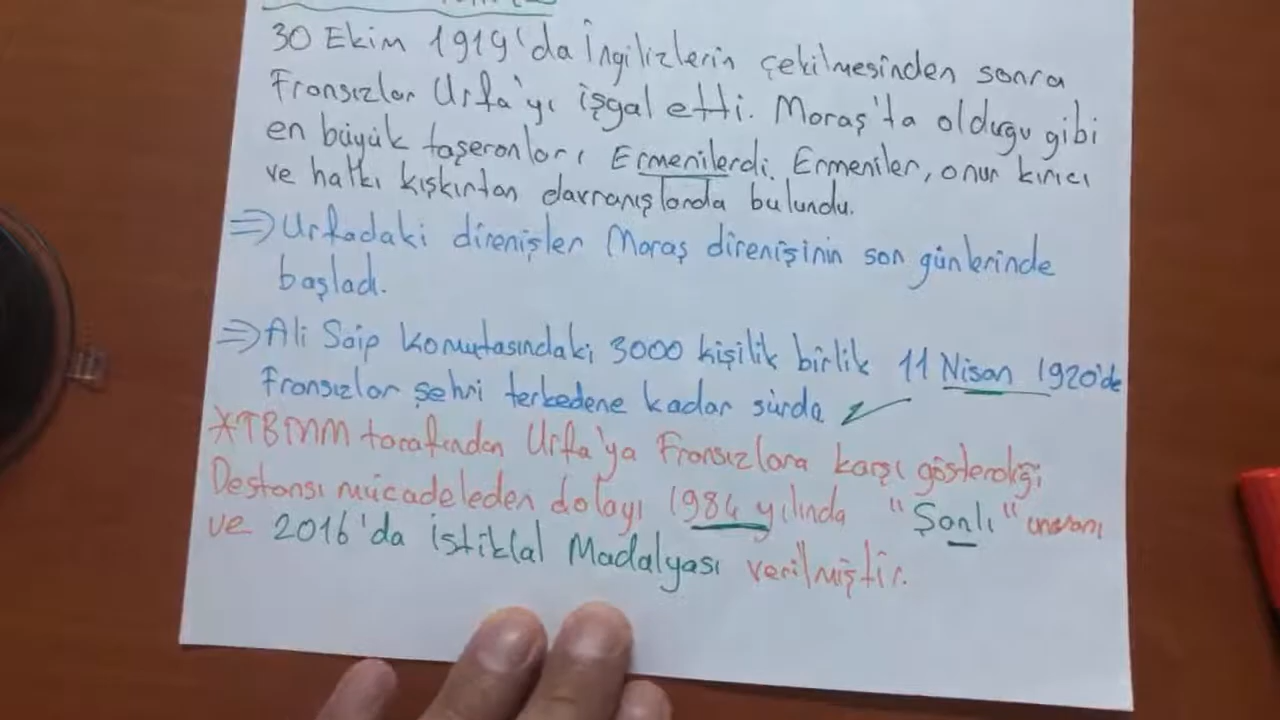 30 Ekim 1919'da İngilizlerin çekilmesinden sonra
Fransızlar Urfa'yı işgal etti. Maraş'ta olduğu gibi
en büyük taşeronları Ermenilerdi. Ermeniler, onur kırıcı
ve halkı kışkırtan davranışlarda bulundu.
⇒ Urfadaki direnişler Maraş direnişinin son günlerinde
başladı.
⇒ Ali Saip komutasındaki 3000 kişilik birlik 11 Nisan 1920'de
Fransızlar şehri terkedene kadar sürdü
*TBMM tarafından Urfa'ya Fransızlara karşı gösterdiği
Destansı mücadeleden dolayı 1984 yılında "Şanlı" unvanı
ve 2016'da istiklal Madalyası verilmiştir.